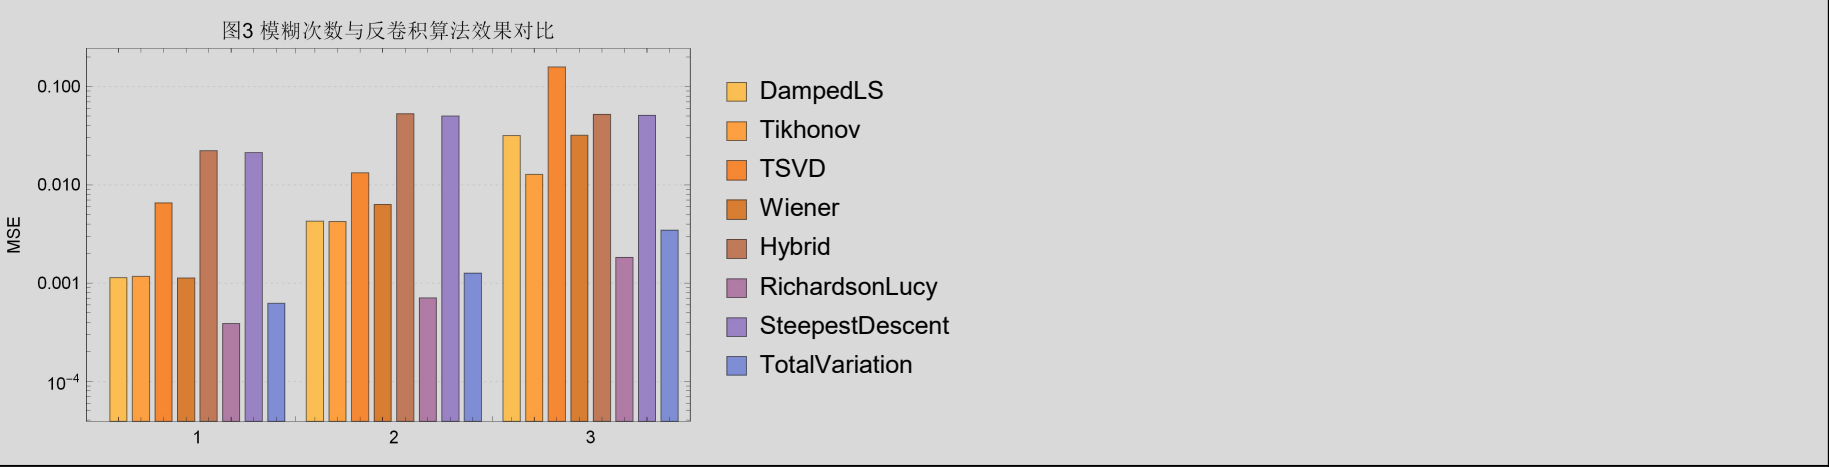 图3 模糊次数与反卷积算法效果对比
MSE
0.100
0.010
0.001
10⁻⁴
1 2 3
DampedLS
Tikhonov
TSVD
Wiener
Hybrid
RichardsonLucy
SteepestDescent
TotalVariation